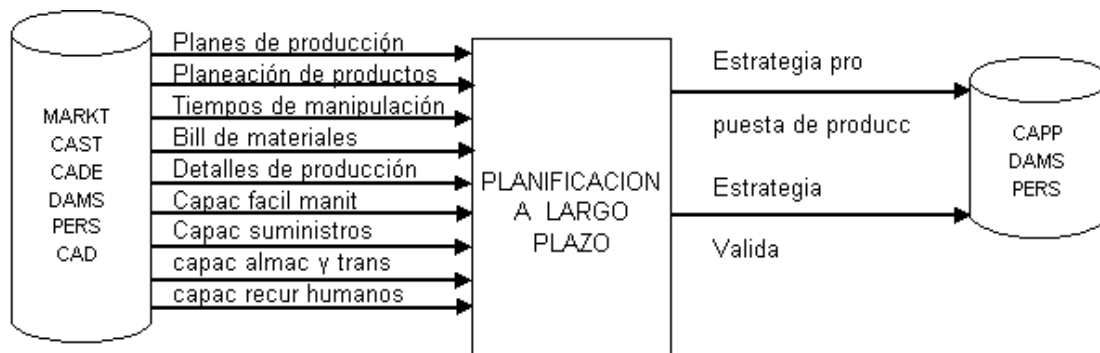 MARKT
CAST
CADE
DAMS
PERS
CAD
Planes de producción
Planeación de productos
Tiempos de manipulación
Bill de materiales
Detalles de producción
Capac facil manit
Capac suministros
capac almac y trans
capac recur humanos
PLANIFICACION
A LARGO
PLAZO
Estrategia pro
puesta de producc
Estrategia
Valida
CAPP
DAMS
PERS